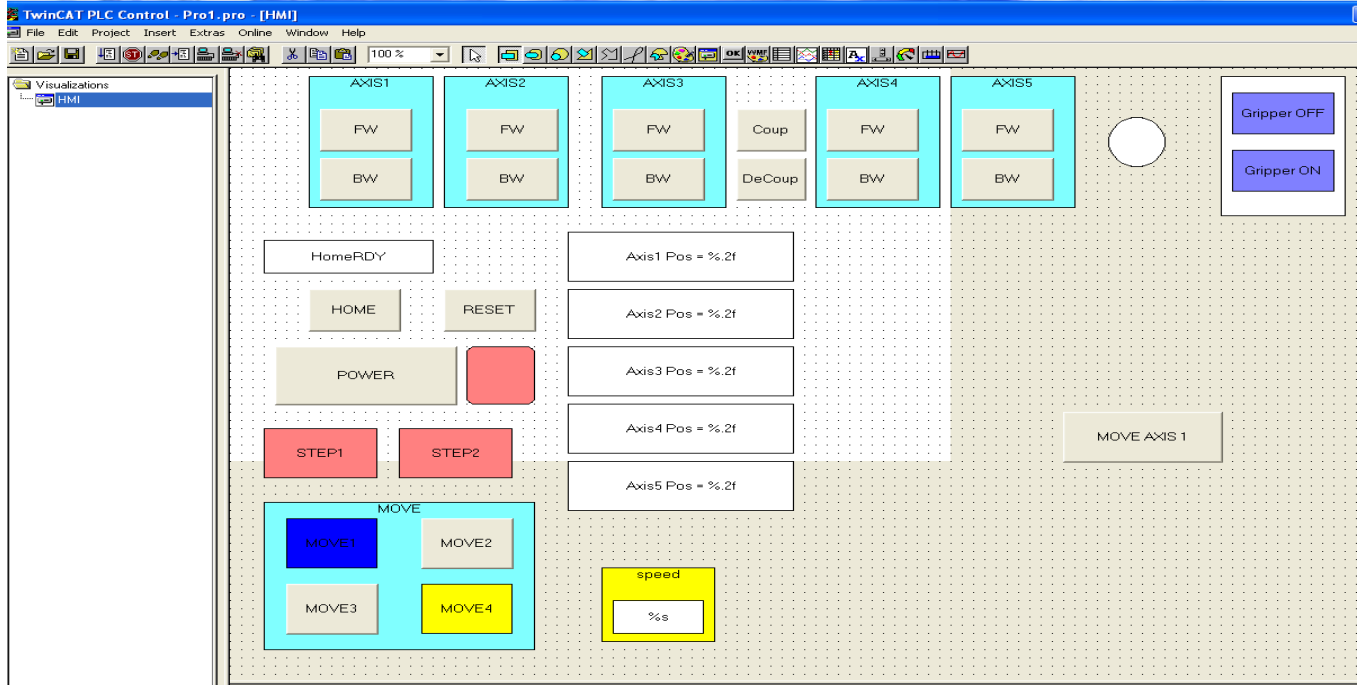 TwinCAT PLC Control - Pro1.pro - [HMI]
File Edit Project Insert Extras Online Window Help
100 %
Visualizations
HMI
AXIS1 AXIS2 AXIS3 AXIS4 AXIS5
FW FW FW Coup FW FW Gripper OFF
BW BW BW DeCoup BW BW Gripper ON
HomeRDY Axis1 Pos = %.2f
HOME RESET Axis2 Pos = %.2f
POWER Axis3 Pos = %.2f
Axis4 Pos = %.2f MOVE AXIS 1
STEP1 STEP2
Axis5 Pos = %.2f
MOVE
MOVE1 MOVE2
speed
MOVE3 MOVE4 %s